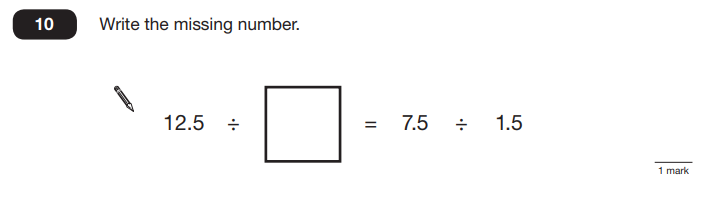 10 Write the missing number.
12.5 ÷ = 7.5 ÷ 1.5
1 mark